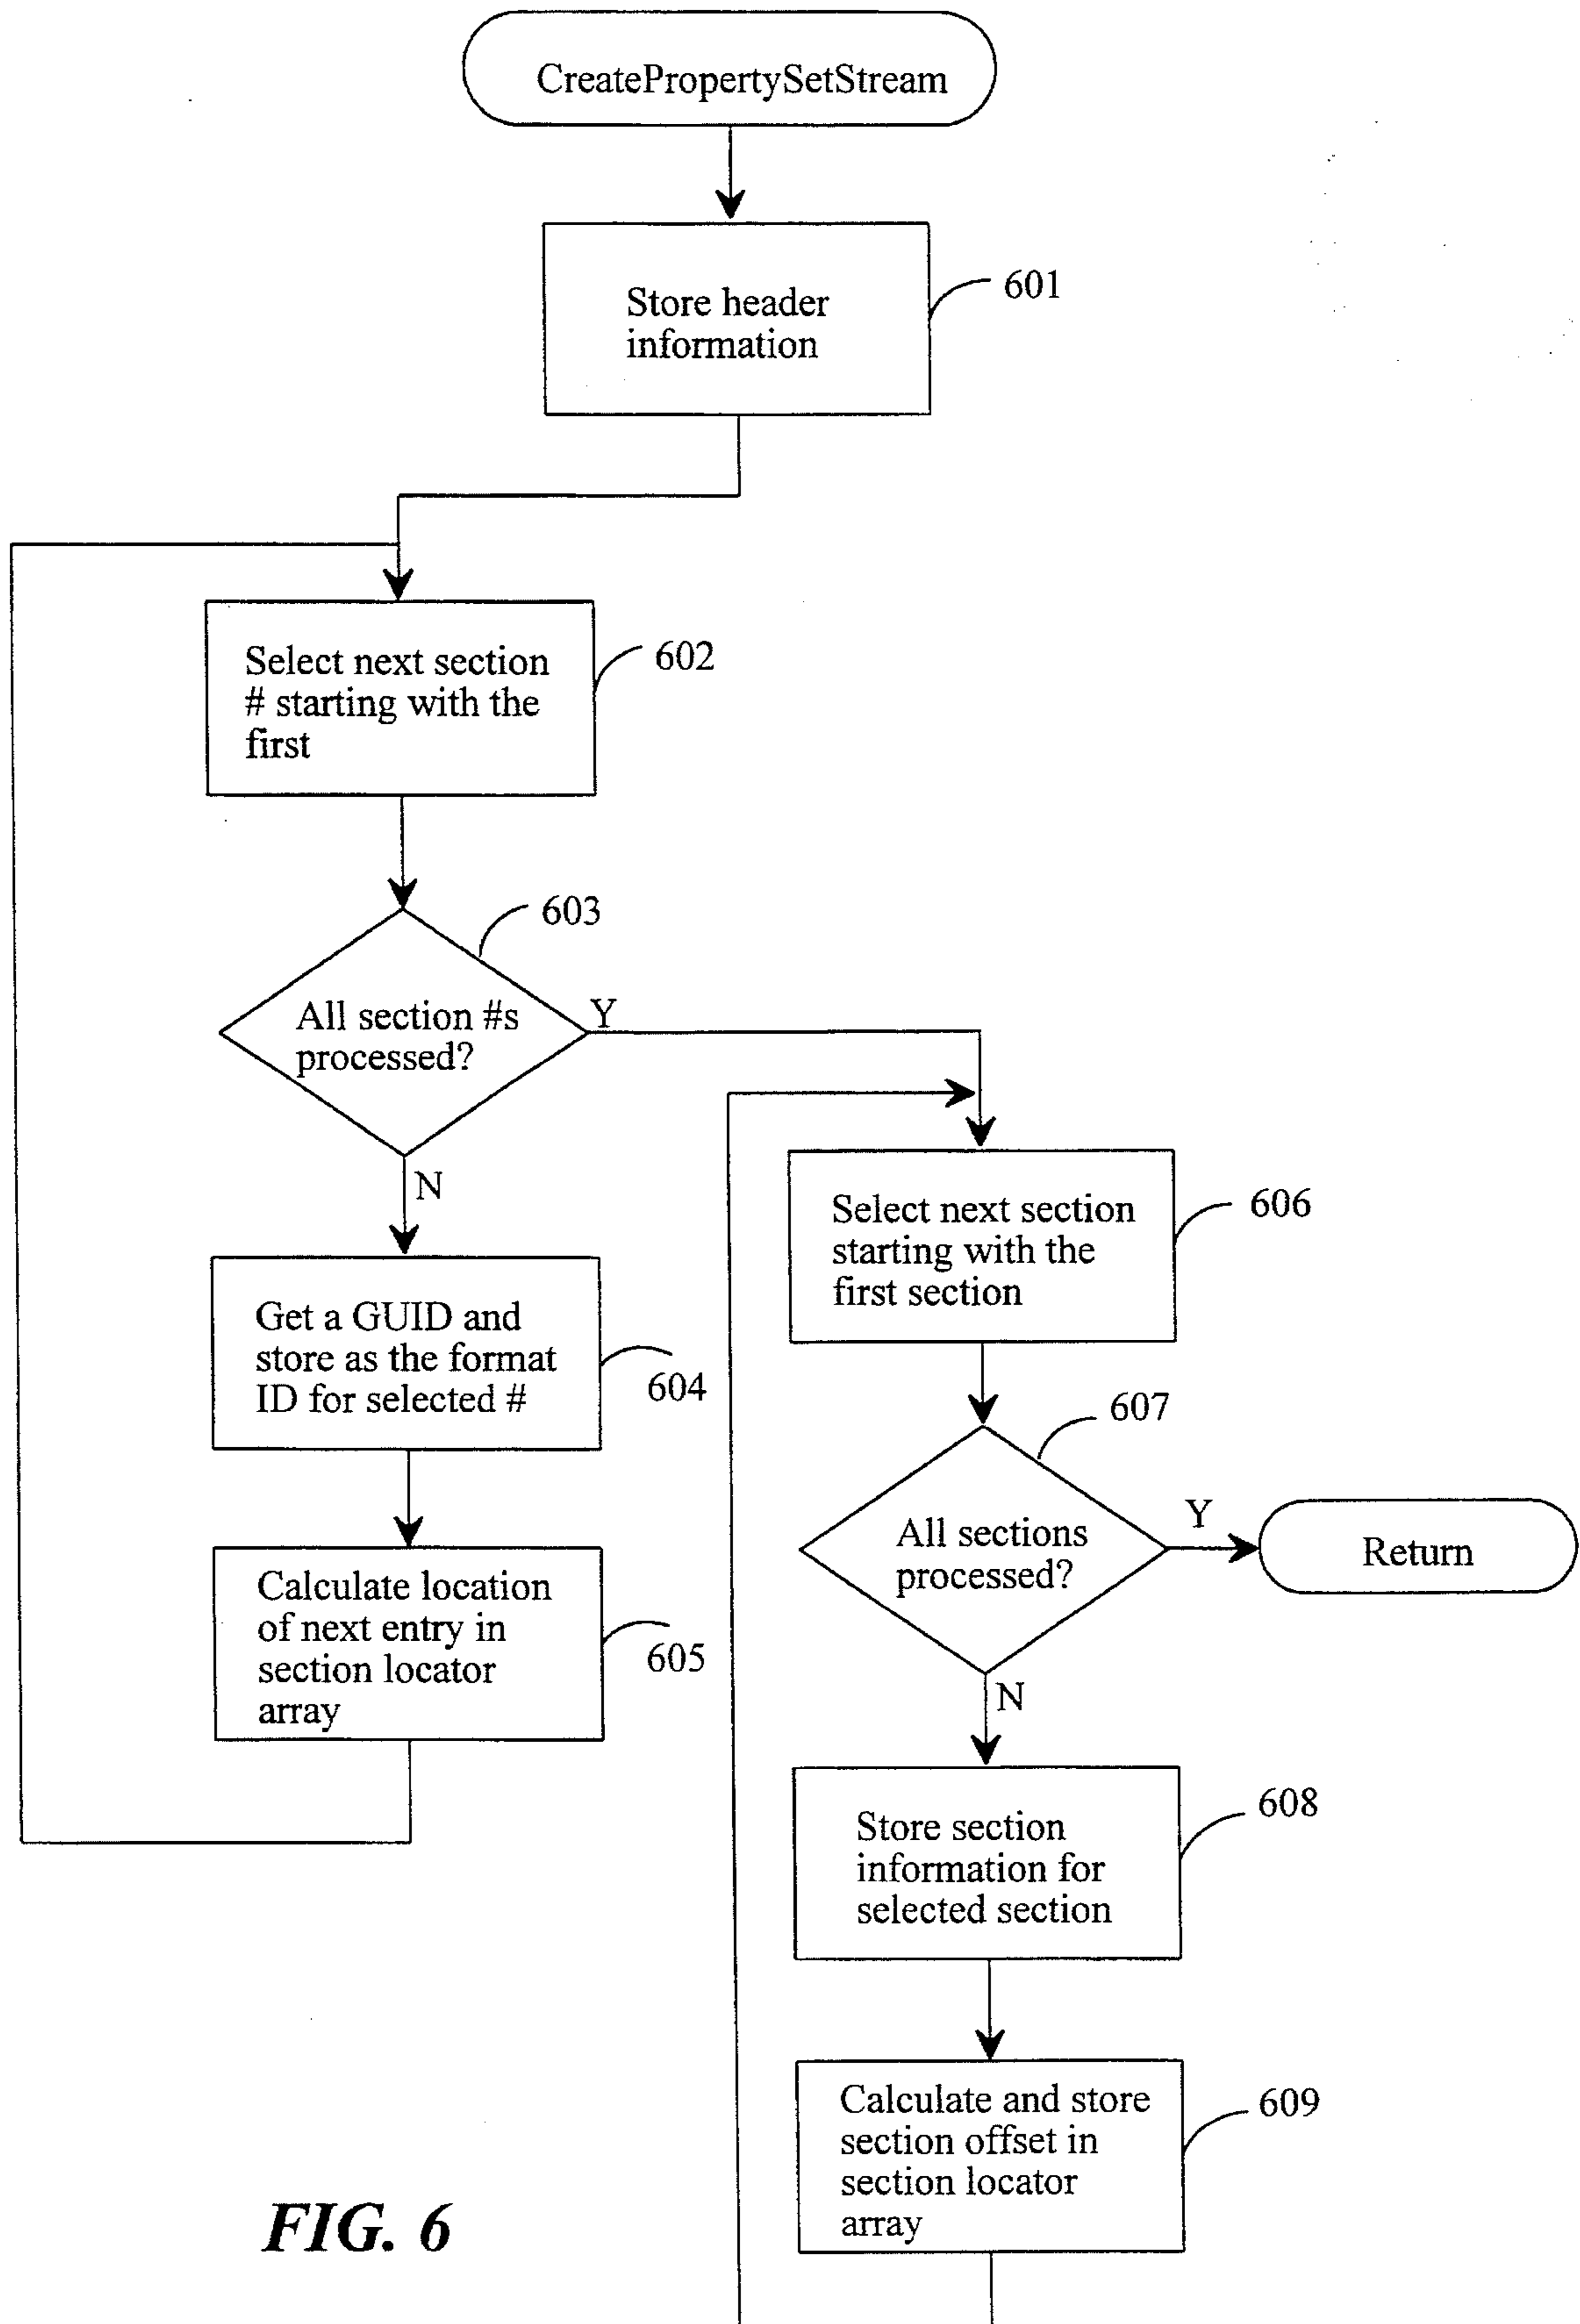 CreatePropertySetStream
Store header
information
601
Select next section
# starting with the
first
602
603
All section #s
processed?
Y
N
Get a GUID and
store as the format
ID for selected #
604
Calculate location
of next entry in
section locator
array
605
Select next section
starting with the
first section
606
607
All sections
processed?
Y
Return
N
Store section
information for
selected section
608
Calculate and store
section offset in
section locator
array
609
FIG. 6